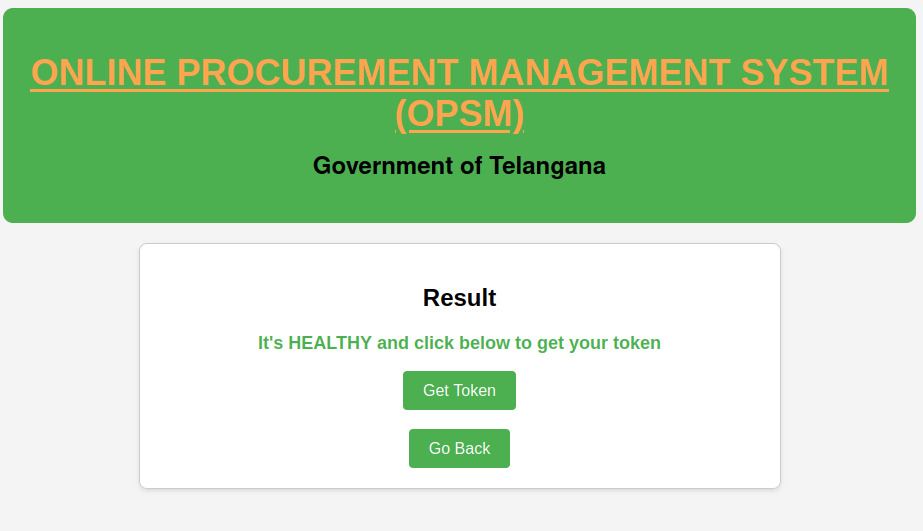 ONLINE PROCUREMENT MANAGEMENT SYSTEM
(OPSM)
Government of Telangana
Result
It's HEALTHY and click below to get your token
Get Token
Go Back